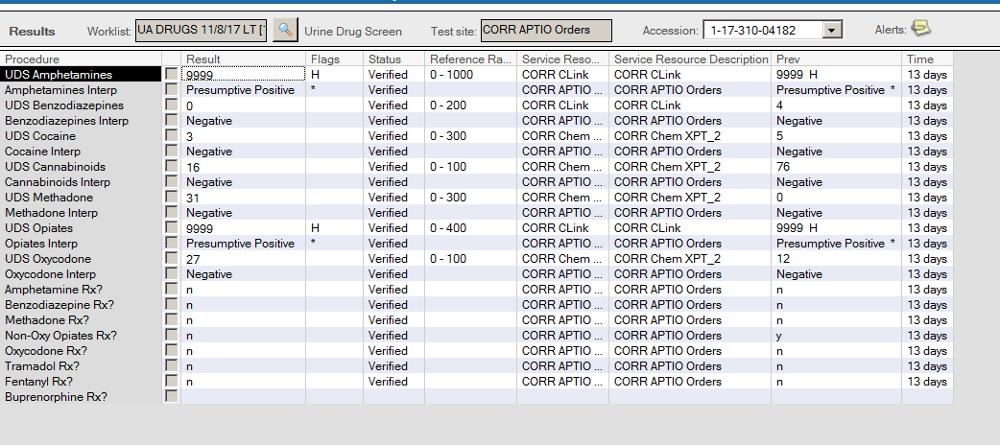 Results Worklist: UA DRUGS 11/8/17 LT [ Urine Drug Screen Test site: CORR APTIO Orders Accession: 1-17-310-04182 Alerts:
Procedure Result Flags Status Reference Ra... Service Reso... Service Resource Description Prev Time
UDS Amphetamines 9999 H Verified 0 - 1000 CORR CLink CORR CLink 9999 H 13 days
Amphetamines Interp Presumptive Positive * Verified CORR APTIO ... CORR APTIO Orders Presumptive Positive * 13 days
UDS Benzodiazepines 0 Verified 0 - 200 CORR CLink CORR CLink 4 13 days
Benzodiazepines Interp Negative Verified CORR APTIO ... CORR APTIO Orders Negative 13 days
UDS Cocaine 3 Verified 0 - 300 CORR Chem ... CORR Chem XPT_2 5 13 days
Cocaine Interp Negative Verified CORR APTIO ... CORR APTIO Orders Negative 13 days
UDS Cannabinoids 16 Verified 0 - 100 CORR Chem ... CORR Chem XPT_2 76 13 days
Cannabinoids Interp Negative Verified CORR APTIO ... CORR APTIO Orders Negative 13 days
UDS Methadone 31 Verified 0 - 300 CORR Chem ... CORR Chem XPT_2 0 13 days
Methadone Interp Negative Verified CORR APTIO ... CORR APTIO Orders Negative 13 days
UDS Opiates 9999 H Verified 0 - 400 CORR CLink CORR CLink 9999 H 13 days
Opiates Interp Presumptive Positive * Verified CORR APTIO ... CORR APTIO Orders Presumptive Positive * 13 days
UDS Oxycodone 27 Verified 0 - 100 CORR Chem ... CORR Chem XPT_2 12 13 days
Oxycodone Interp Negative Verified CORR APTIO ... CORR APTIO Orders Negative 13 days
Amphetamine Rx? n Verified CORR APTIO ... CORR APTIO Orders n 13 days
Benzodiazepine Rx? n Verified CORR APTIO ... CORR APTIO Orders n 13 days
Methadone Rx? n Verified CORR APTIO ... CORR APTIO Orders n 13 days
Non-Oxy Opiates Rx? n Verified CORR APTIO ... CORR APTIO Orders y 13 days
Oxycodone Rx? n Verified CORR APTIO ... CORR APTIO Orders n 13 days
Tramadol Rx? n Verified CORR APTIO ... CORR APTIO Orders n 13 days
Fentanyl Rx? n Verified CORR APTIO ... CORR APTIO Orders n 13 days
Buprenorphine Rx?